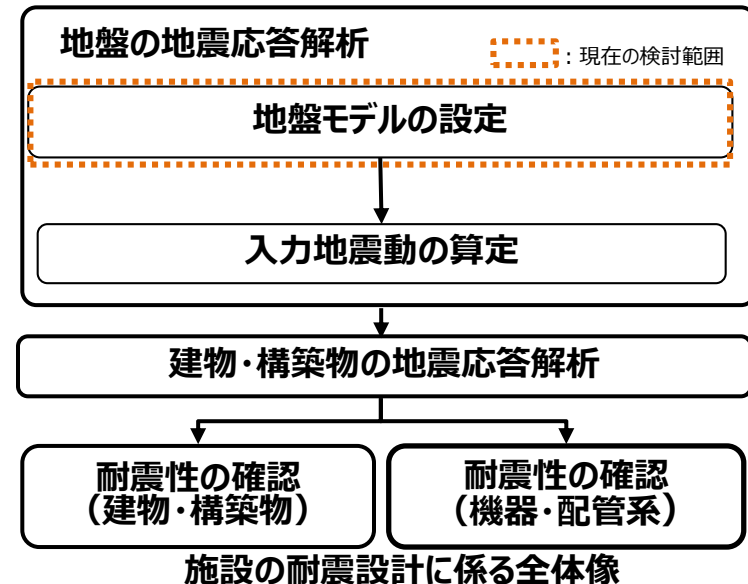 地盤の地震応答解析
：現在の検討範囲
地盤モデルの設定
入力地震動の算定
建物・構築物の地震応答解析
耐震性の確認
（建物・構築物）
耐震性の確認
（機器・配管系）
施設の耐震設計に係る全体像